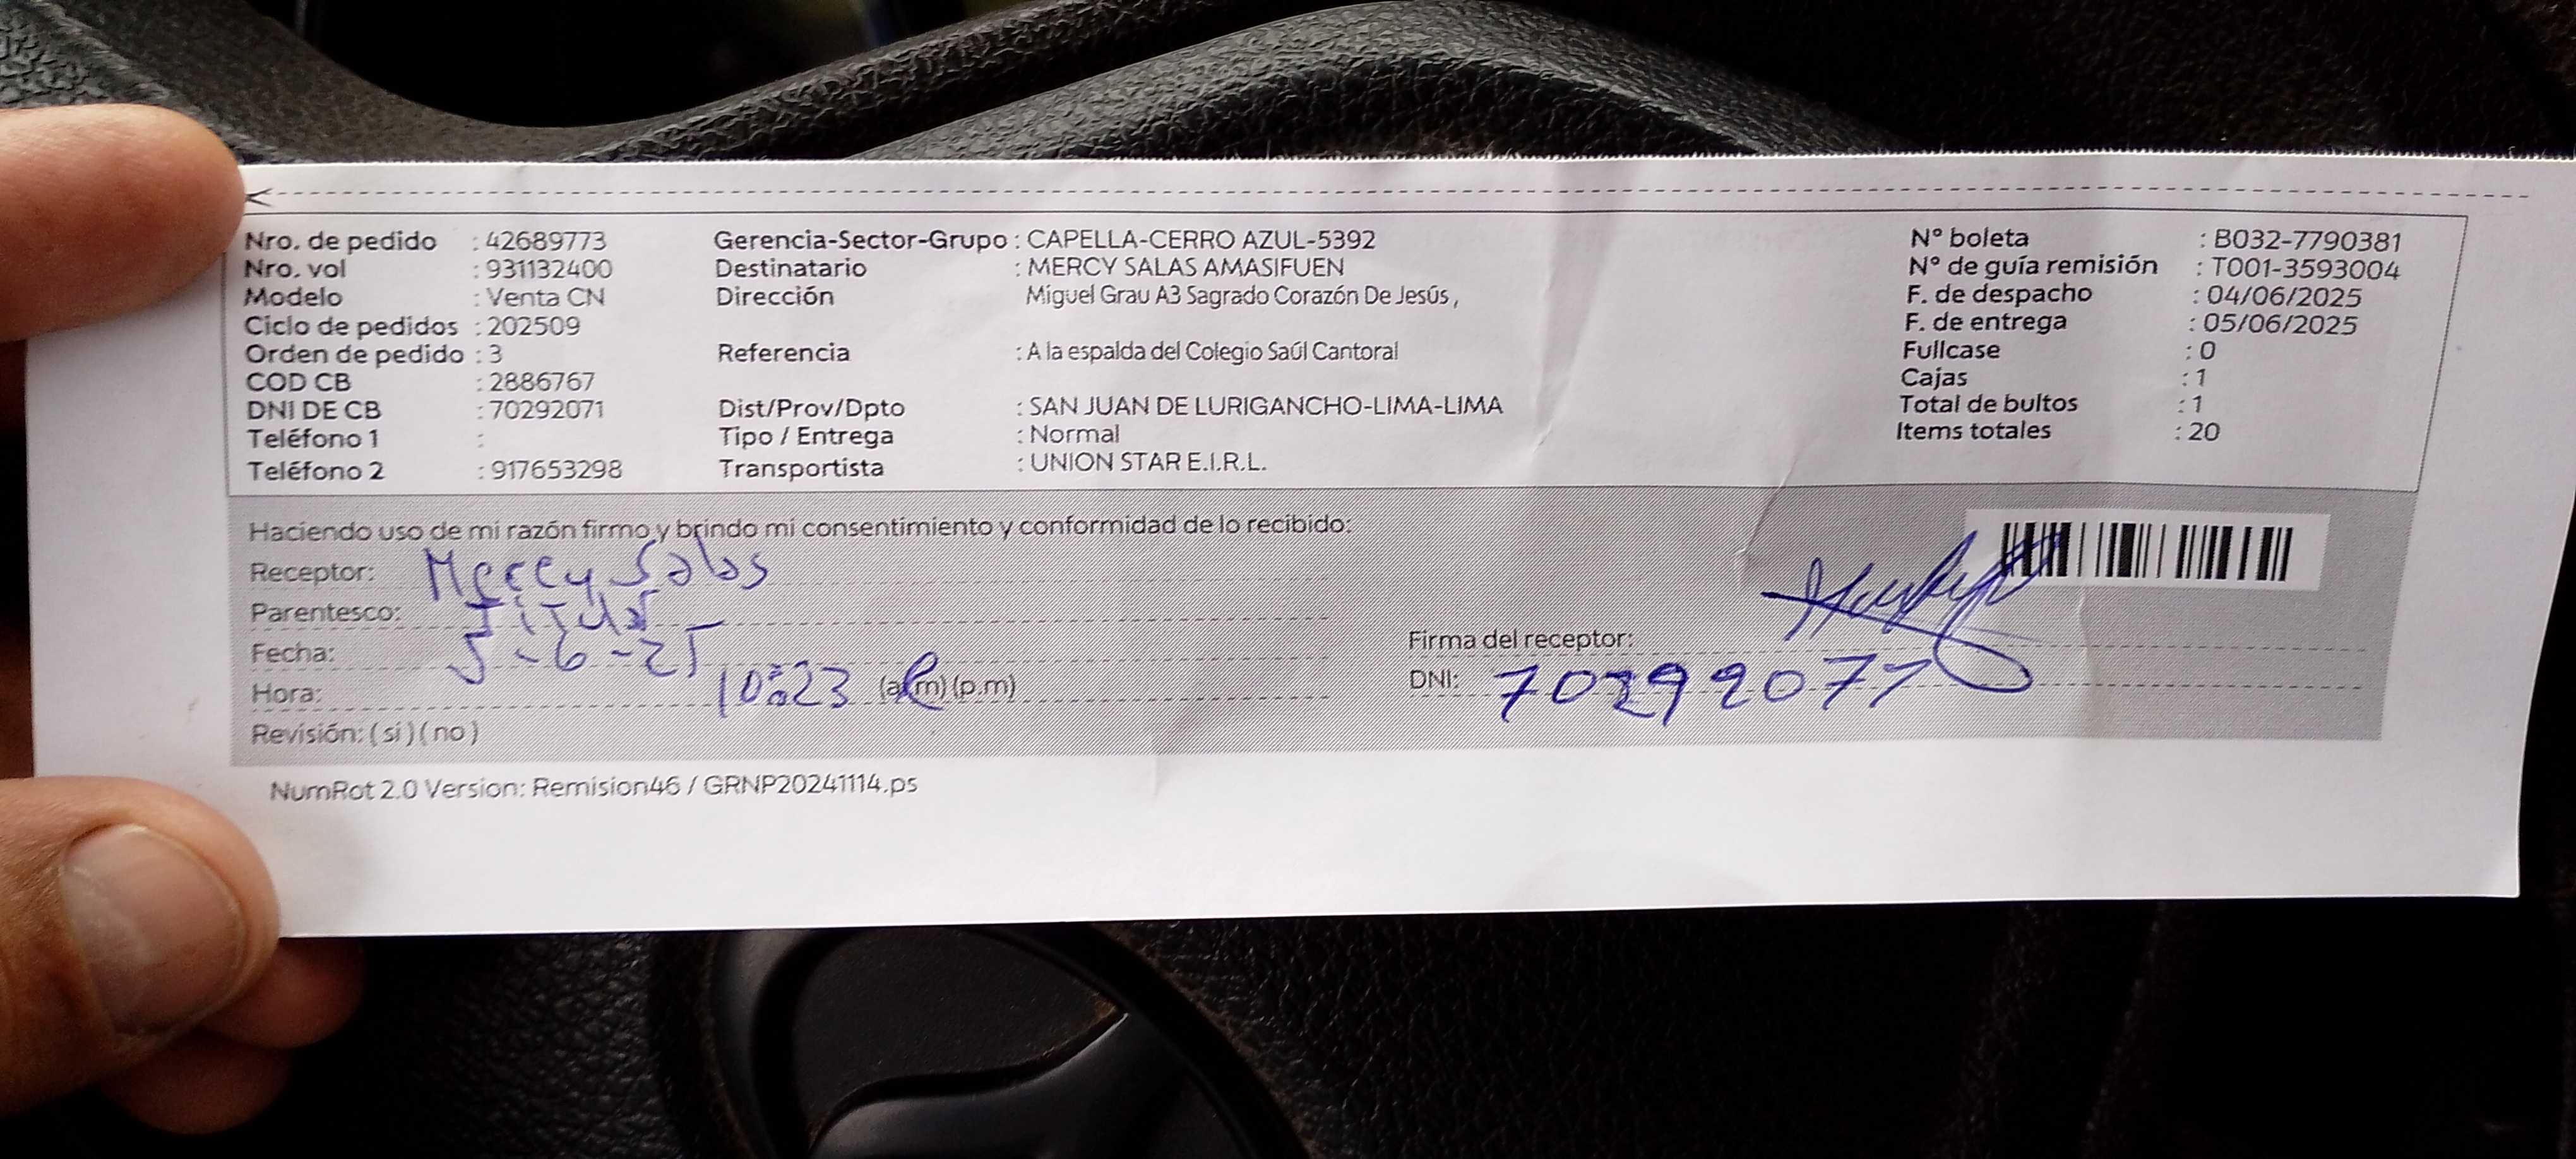 Nro. de pedido : 42689773 Gerencia-Sector-Grupo : CAPELLA-CERRO AZUL-5392 N° boleta : B032-7790381
Nro. vol : 931132400 Destinatario : MERCY SALAS AMASIFUEN N° de guía remisión : T001-3593004
Modelo : Venta CN Dirección Miguel Grau A3 Sagrado Corazón De Jesús, F. de despacho : 04/06/2025
Ciclo de pedidos : 202509 F. de entrega : 05/06/2025
Orden de pedido : 3 Referencia : A la espalda del Colegio Saúl Cantoral Fullcase : 0
COD CB : 2886767 Cajas : 1
DNI DE CB : 70292071 Dist/Prov/Dpto : SAN JUAN DE LURIGANCHO-LIMA-LIMA Total de bultos : 1
Teléfono 1 : Tipo / Entrega : Normal Items totales : 20
Teléfono 2 : 917653298 Transportista : UNION STAR E.I.R.L.
Haciendo uso de mi razón firmo y brindo mi consentimiento y conformidad de lo recibido:
Receptor: Mercy Salas
Parentesco: Titular
Fecha: 5-6-25 Firma del receptor:
Hora: 10:23 (a.m) (p.m) DNI: 70292071
Revisión: ( si ) ( no )
NumRot 2.0 Version: Remision46 / GRNP20241114.ps